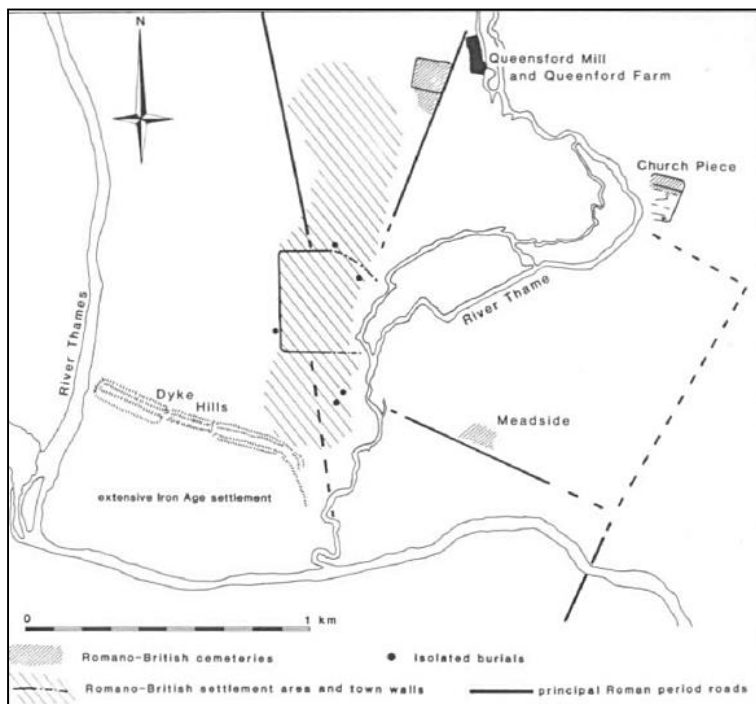 N
Queensford Mill
and Queenford Farm
Church Piece
River Thames
River Thame
Dyke
Hills
Meadside
extensive Iron Age settlement
0
1 km
Romano-British cemeteries
Isolated burials
Romano-British settlement area and town walls
principal Roman period roads